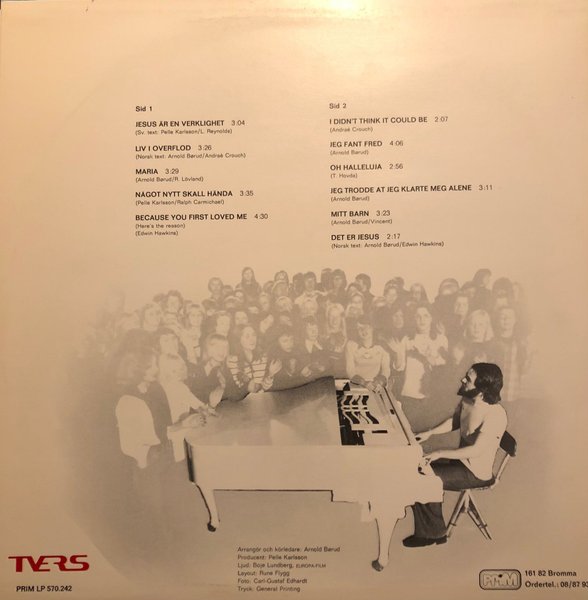 Sid 1
JESUS ÄR EN VERKLIGHET 3:04
(Sv. text: Pelle Karlsson/L. Reynolds)
LIV I OVERFLOD 3:26
(Norsk text: Arnold Børud/Andraé Crouch)
MARIA 3:29
(Arnold Børud/R. Lövland)
NÅGOT NYTT SKALL HÄNDA 3:35
(Pelle Karlsson/Ralph Carmichael)
BECAUSE YOU FIRST LOVED ME 4:30
(Here's the reason)
(Edwin Hawkins)
Sid 2
I DIDN'T THINK IT COULD BE 2:07
(Andraé Crouch)
JEG FANT FRED 4:06
(Arnold Børud)
OH HALLELUJA 2:56
(T. Hovda)
JEG TRODDE AT JEG KLARTE MEG ALENE 3:11
(Arnold Børud)
MITT BARN 3:23
(Arnold Børud/Vincent)
DET ER JESUS 2:17
(Norsk text: Arnold Børud/Edwin Hawkins)
TVERS
PRIM LP 570.242
Arrangör och körledare: Arnold Børud
Producent: Pelle Karlsson
Ljud: Boje Lundberg, EUROPA-FILM
Layout: Rune Flygg
Foto: Carl-Gustaf Edhardt
Tryck: General Printing
PRIM
161 82 Bromma
Ordertel.: 08/87 93